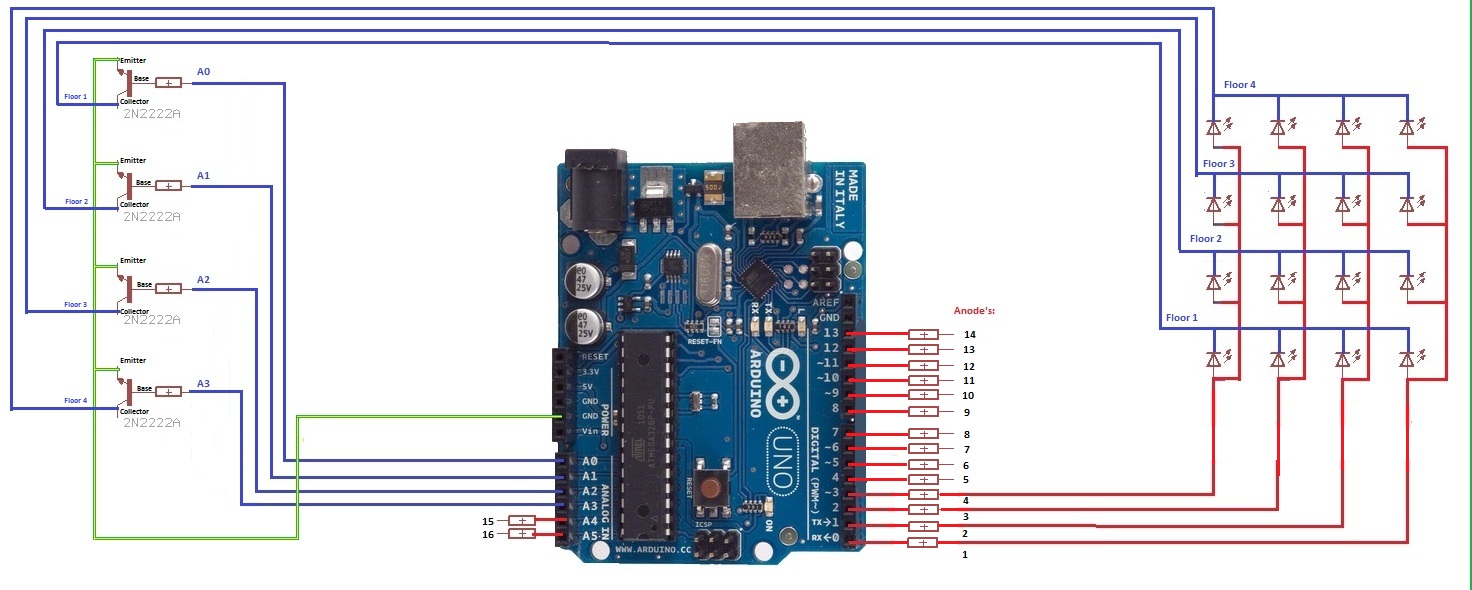 Emitter
Base
A0
Floor 1
Collector
2N2222A
Emitter
Base
A1
Floor 2
Collector
2N2222A
Emitter
Base
A2
Floor 3
Collector
2N2222A
Emitter
Base
A3
Floor 4
Collector
2N2222A
15
16
MADE
IN ITALY
500J
47
25V
47
25V
RESET-EN
RX
TX
L
ARDUINO
UNO
RESET
3.3V
5V
GND
GND
Vin
POWER
A0
A1
A2
A3
A4
A5
ANALOG IN
ATMEGA328P-PU
RESET
ICSP
ON
WWW.ARDUINO.CC
AREF
GND
13
12
~11
~10
~9
8
7
~6
~5
4
~3
2
TX→1
RX←0
DIGITAL (PWM~)
Anode's:
14
13
12
11
10
9
8
7
6
5
4
3
2
1
Floor 4
Floor 3
Floor 2
Floor 1